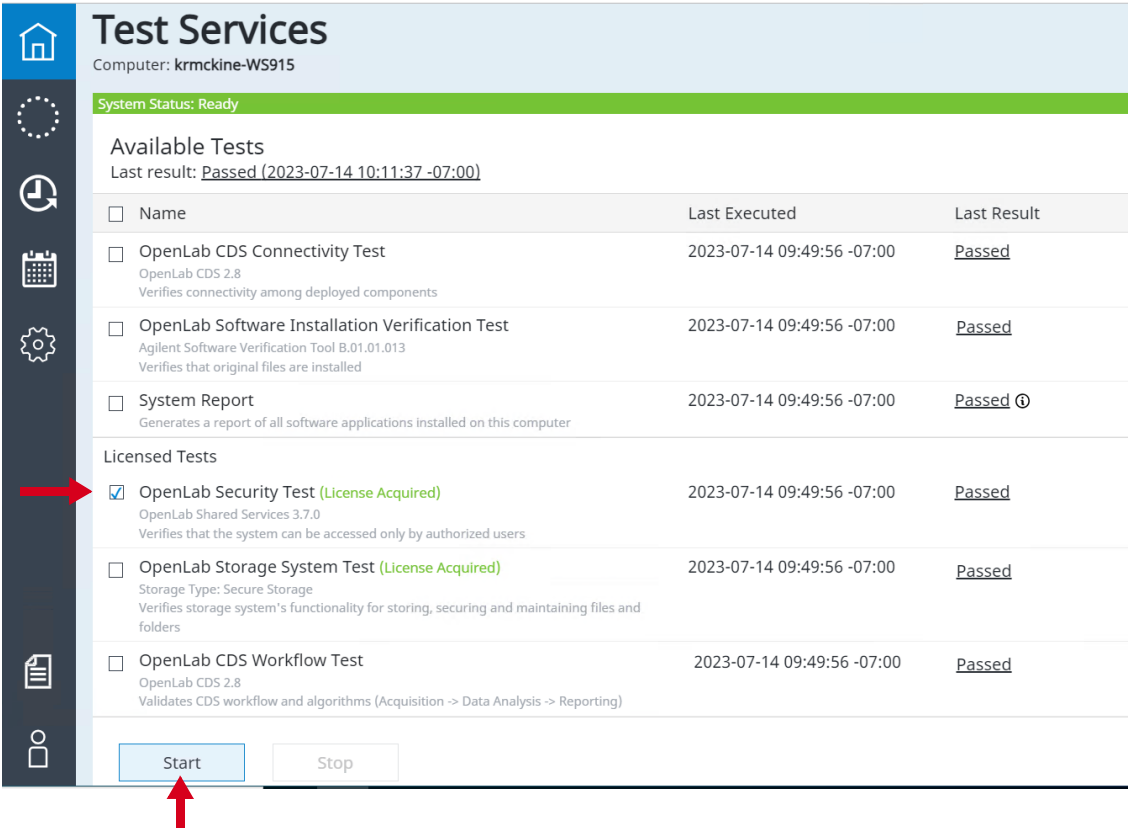 Test Services
Computer: krmckine-WS915
System Status: Ready
Available Tests
Last result: Passed (2023-07-14 10:11:37 -07:00)
Name Last Executed Last Result
OpenLab CDS Connectivity Test 2023-07-14 09:49:56 -07:00 Passed
OpenLab CDS 2.8
Verifies connectivity among deployed components
OpenLab Software Installation Verification Test 2023-07-14 09:49:56 -07:00 Passed
Agilent Software Verification Tool B.01.01.013
Verifies that original files are installed
System Report 2023-07-14 09:49:56 -07:00 Passed
Generates a report of all software applications installed on this computer
Licensed Tests
OpenLab Security Test (License Acquired) 2023-07-14 09:49:56 -07:00 Passed
OpenLab Shared Services 3.7.0
Verifies that the system can be accessed only by authorized users
OpenLab Storage System Test (License Acquired) 2023-07-14 09:49:56 -07:00 Passed
Storage Type: Secure Storage
Verifies storage system's functionality for storing, securing and maintaining files and
folders
OpenLab CDS Workflow Test 2023-07-14 09:49:56 -07:00 Passed
OpenLab CDS 2.8
Validates CDS workflow and algorithms (Acquisition -> Data Analysis -> Reporting)
Start Stop